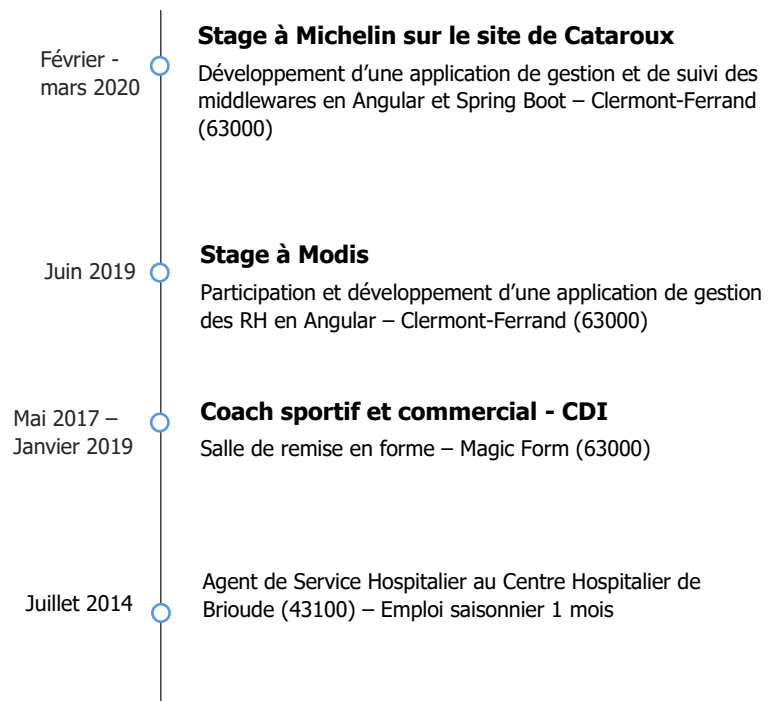 Février -
mars 2020
Stage à Michelin sur le site de Cataroux
Développement d’une application de gestion et de suivi des
middlewares en Angular et Spring Boot – Clermont-Ferrand
(63000)
Juin 2019
Stage à Modis
Participation et développement d’une application de gestion
des RH en Angular – Clermont-Ferrand (63000)
Mai 2017 –
Janvier 2019
Coach sportif et commercial - CDI
Salle de remise en forme – Magic Form (63000)
Juillet 2014
Agent de Service Hospitalier au Centre Hospitalier de
Brioude (43100) – Emploi saisonnier 1 mois